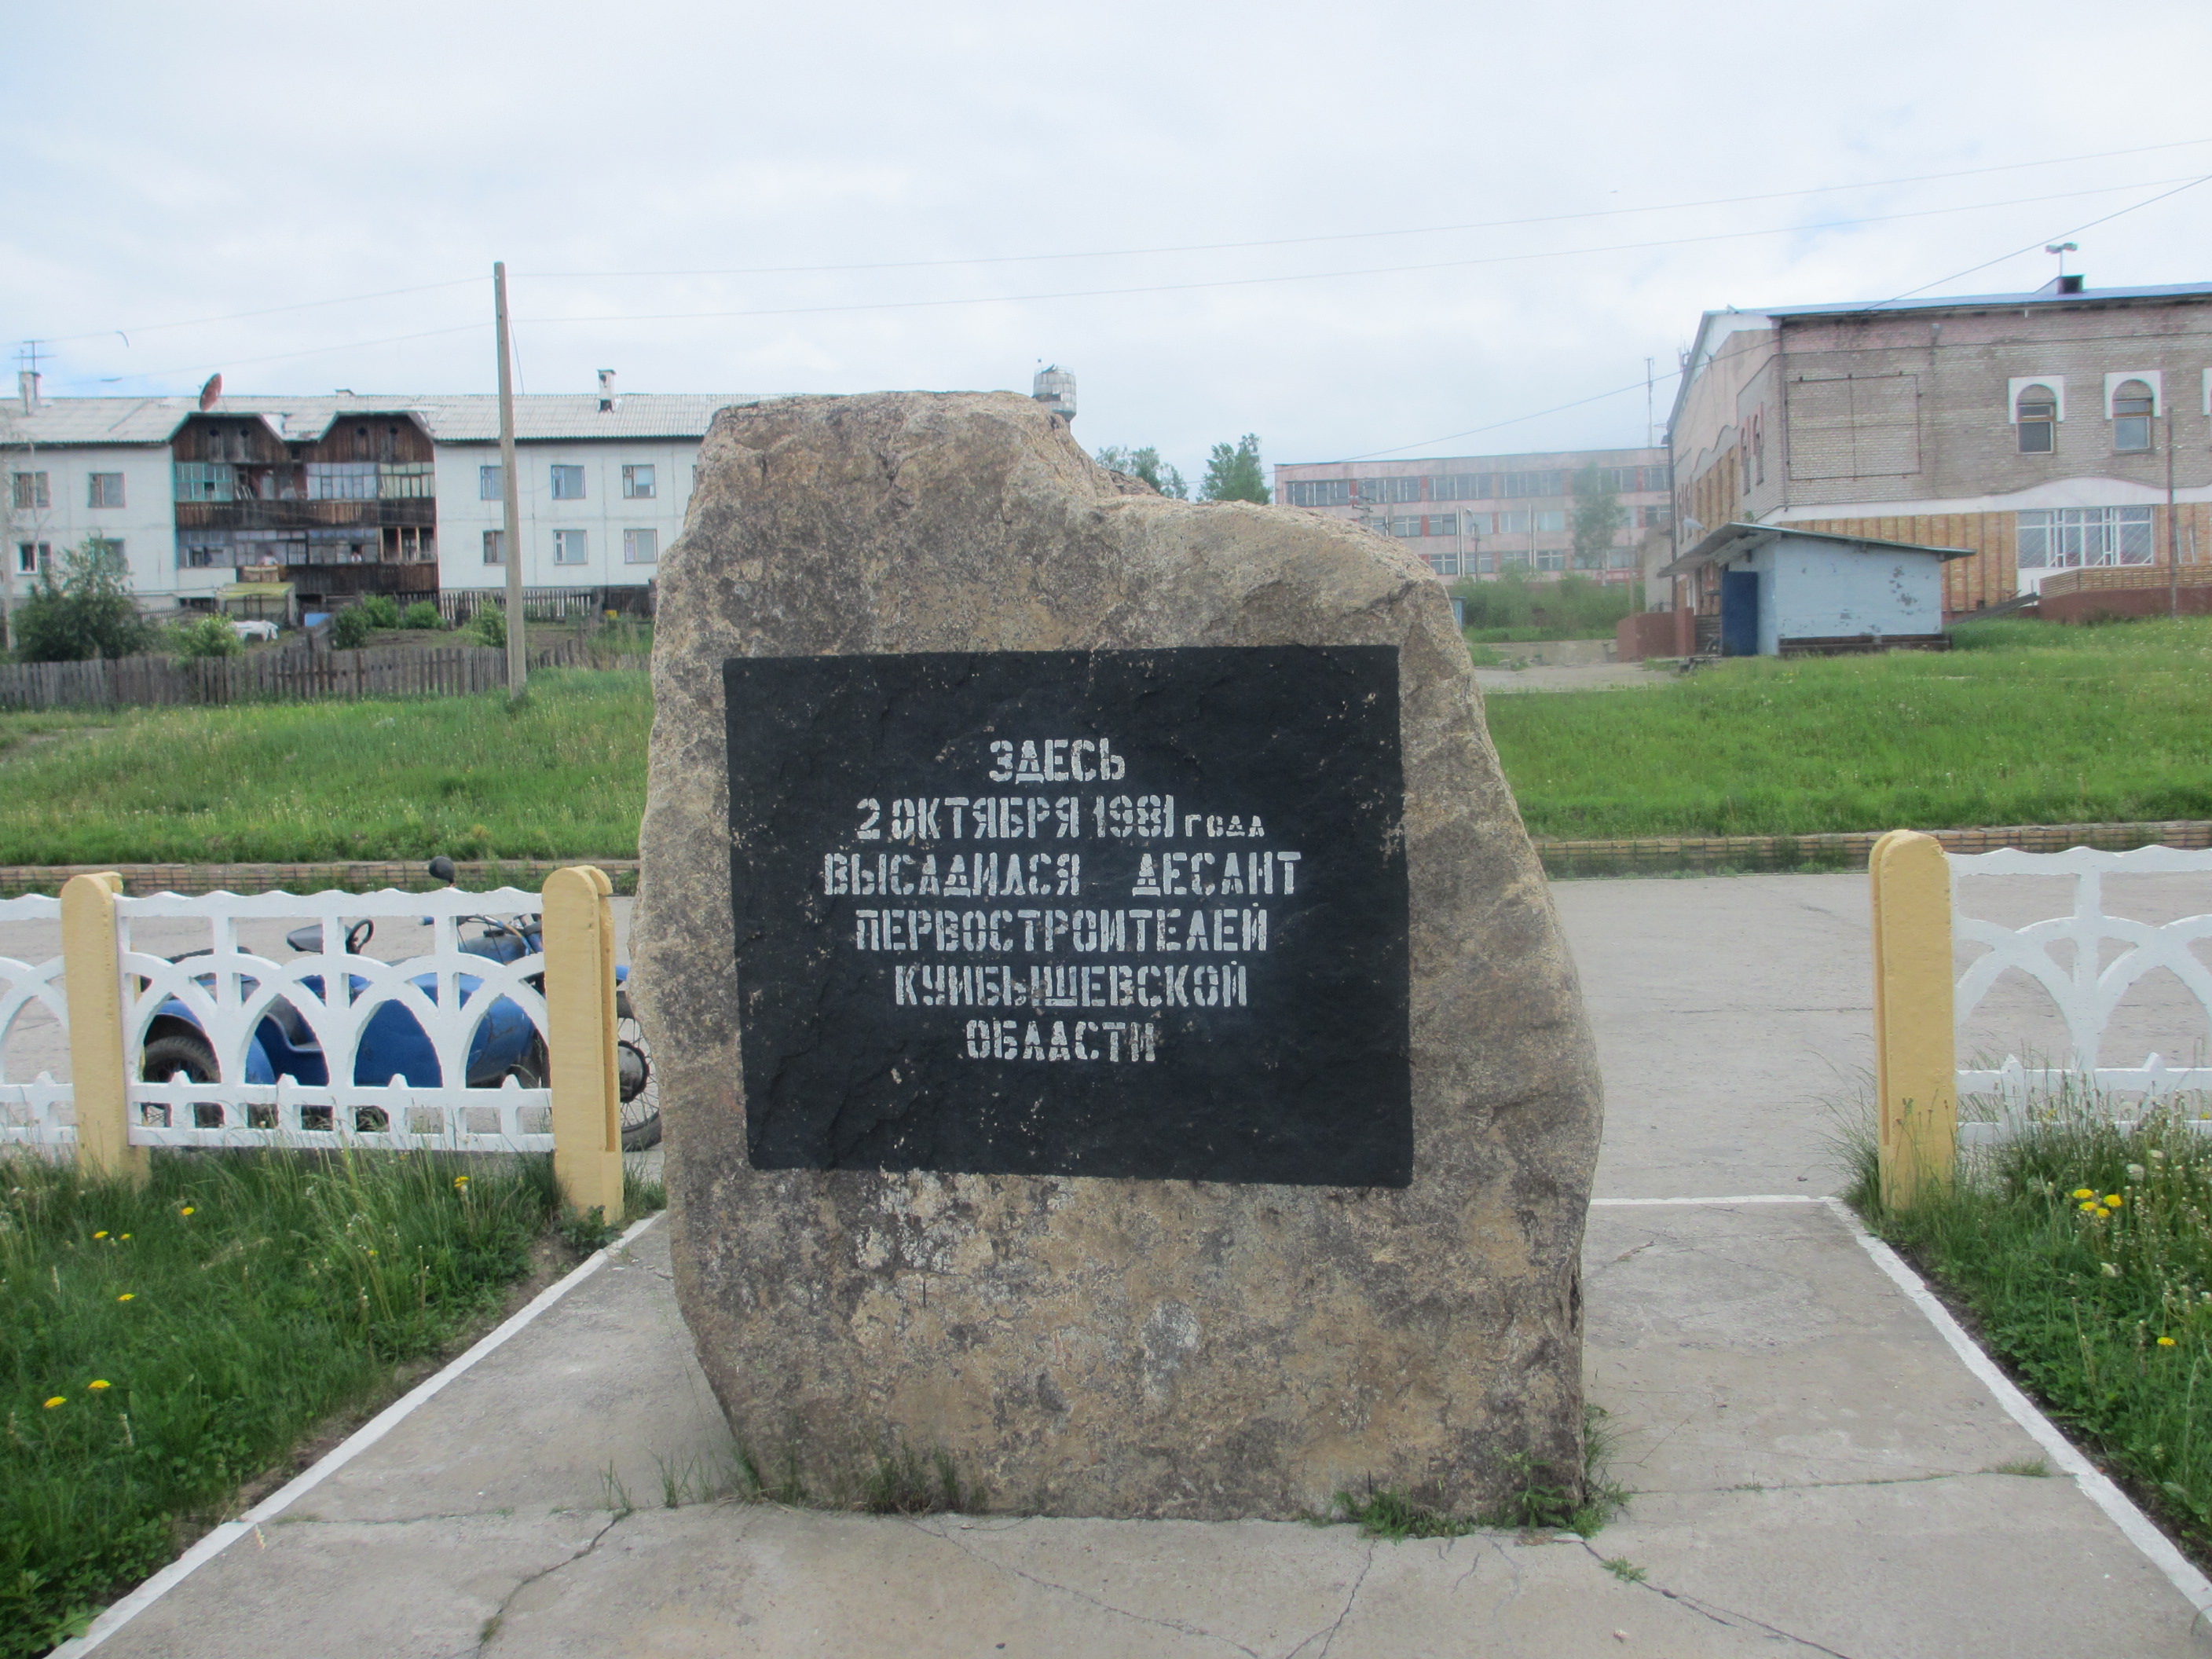 ЗДЕСЬ
2 ОКТЯБРЯ 1981 ГОДА
ВЫСАДИЛСЯ ДЕСАНТ
ПЕРВОСТРОИТЕЛЕЙ
КУЙБЫШЕВСКОЙ
ОБЛАСТИ